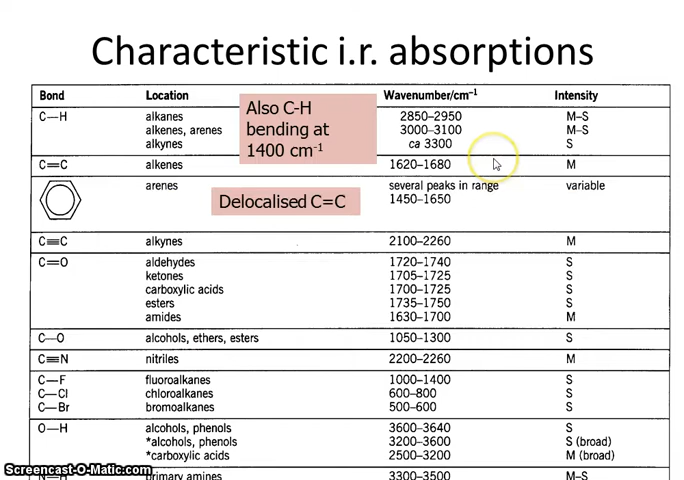 Characteristic i.r. absorptions
Bond Location Wavenumber/cm⁻¹ Intensity
C—H alkanes 2850–2950 M–S
alkenes, arenes 3000–3100 M–S
alkynes ca 3300 S
Also C-H
bending at
1400 cm⁻¹
C=C alkenes 1620–1680 M
arenes several peaks in range variable
1450–1650
Delocalised C=C
C≡C alkynes 2100–2260 M
C=O aldehydes 1720–1740 S
ketones 1705–1725 S
carboxylic acids 1700–1725 S
esters 1735–1750 S
amides 1630–1700 M
C—O alcohols, ethers, esters 1050–1300 S
C≡N nitriles 2200–2260 M
C—F fluoroalkanes 1000–1400 S
C—Cl chloroalkanes 600–800 S
C—Br bromoalkanes 500–600 S
O—H alcohols, phenols 3600–3640 S
*alcohols, phenols 3200–3600 S (broad)
*carboxylic acids 2500–3200 M (broad)
N—H primary amines 3300–3500 M–S
Screencast-O-Matic.com